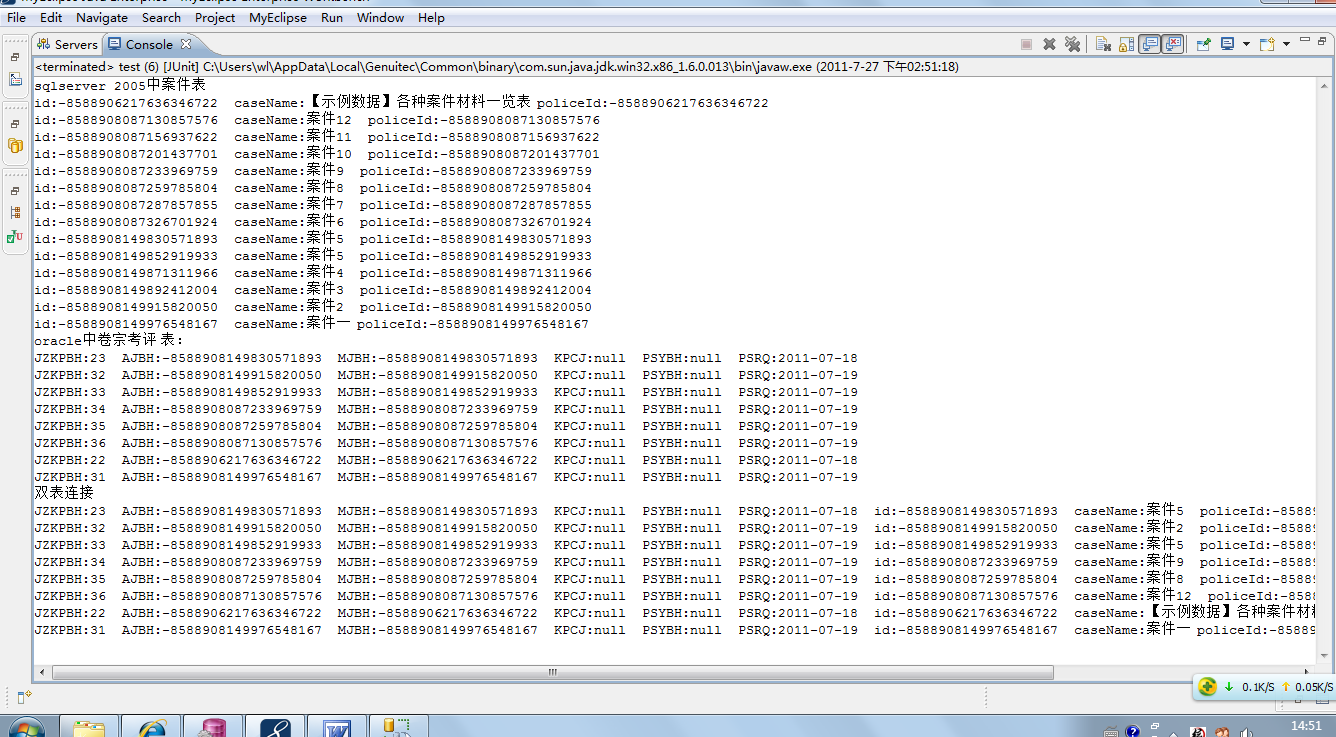 File Edit Navigate Search Project MyEclipse Run Window Help
Servers Console
<terminated> test (6) [JUnit] C:\Users\wl\AppData\Local\Genuitec\Common\binary\com.sun.java.jdk.win32.x86_1.6.0.013\bin\javaw.exe (2011-7-27 下午02:51:18)
sqlserver 2005中案件表
id:-8588906217636346722 caseName:【示例数据】各种案件材料一览表 policeId:-8588906217636346722
id:-8588908087130857576 caseName:案件12 policeId:-8588908087130857576
id:-8588908087156937622 caseName:案件11 policeId:-8588908087156937622
id:-8588908087201437701 caseName:案件10 policeId:-8588908087201437701
id:-8588908087233969759 caseName:案件9 policeId:-8588908087233969759
id:-8588908087259785804 caseName:案件8 policeId:-8588908087259785804
id:-8588908087287857855 caseName:案件7 policeId:-8588908087287857855
id:-8588908087326701924 caseName:案件6 policeId:-8588908087326701924
id:-8588908149830571893 caseName:案件5 policeId:-8588908149830571893
id:-8588908149852919933 caseName:案件5 policeId:-8588908149852919933
id:-8588908149871311966 caseName:案件4 policeId:-8588908149871311966
id:-8588908149892412004 caseName:案件3 policeId:-8588908149892412004
id:-8588908149915820050 caseName:案件2 policeId:-8588908149915820050
id:-8588908149976548167 caseName:案件一 policeId:-8588908149976548167
oracle中卷宗考评表：
JZKPBH:23 AJBH:-8588908149830571893 MJBH:-8588908149830571893 KPCJ:null PSYBH:null PSRQ:2011-07-18
JZKPBH:32 AJBH:-8588908149915820050 MJBH:-8588908149915820050 KPCJ:null PSYBH:null PSRQ:2011-07-19
JZKPBH:33 AJBH:-8588908149852919933 MJBH:-8588908149852919933 KPCJ:null PSYBH:null PSRQ:2011-07-19
JZKPBH:34 AJBH:-8588908087233969759 MJBH:-8588908087233969759 KPCJ:null PSYBH:null PSRQ:2011-07-19
JZKPBH:35 AJBH:-8588908087259785804 MJBH:-8588908087259785804 KPCJ:null PSYBH:null PSRQ:2011-07-19
JZKPBH:36 AJBH:-8588908087130857576 MJBH:-8588908087130857576 KPCJ:null PSYBH:null PSRQ:2011-07-19
JZKPBH:22 AJBH:-8588906217636346722 MJBH:-8588906217636346722 KPCJ:null PSYBH:null PSRQ:2011-07-18
JZKPBH:31 AJBH:-8588908149976548167 MJBH:-8588908149976548167 KPCJ:null PSYBH:null PSRQ:2011-07-19
双表连接
JZKPBH:23 AJBH:-8588908149830571893 MJBH:-8588908149830571893 KPCJ:null PSYBH:null PSRQ:2011-07-18 id:-8588908149830571893 caseName:案件5 policeId:-8588
JZKPBH:32 AJBH:-8588908149915820050 MJBH:-8588908149915820050 KPCJ:null PSYBH:null PSRQ:2011-07-19 id:-8588908149915820050 caseName:案件2 policeId:-8588
JZKPBH:33 AJBH:-8588908149852919933 MJBH:-8588908149852919933 KPCJ:null PSYBH:null PSRQ:2011-07-19 id:-8588908149852919933 caseName:案件5 policeId:-8588
JZKPBH:34 AJBH:-8588908087233969759 MJBH:-8588908087233969759 KPCJ:null PSYBH:null PSRQ:2011-07-19 id:-8588908087233969759 caseName:案件9 policeId:-8588
JZKPBH:35 AJBH:-8588908087259785804 MJBH:-8588908087259785804 KPCJ:null PSYBH:null PSRQ:2011-07-19 id:-8588908087259785804 caseName:案件8 policeId:-8588
JZKPBH:36 AJBH:-8588908087130857576 MJBH:-8588908087130857576 KPCJ:null PSYBH:null PSRQ:2011-07-19 id:-8588908087130857576 caseName:案件12 policeId:-8588
JZKPBH:22 AJBH:-8588906217636346722 MJBH:-8588906217636346722 KPCJ:null PSYBH:null PSRQ:2011-07-18 id:-8588906217636346722 caseName:【示例数据】各种案件材料
JZKPBH:31 AJBH:-8588908149976548167 MJBH:-8588908149976548167 KPCJ:null PSYBH:null PSRQ:2011-07-19 id:-8588908149976548167 caseName:案件一 policeId:-85889
0.1K/S 0.05K/S
14:51